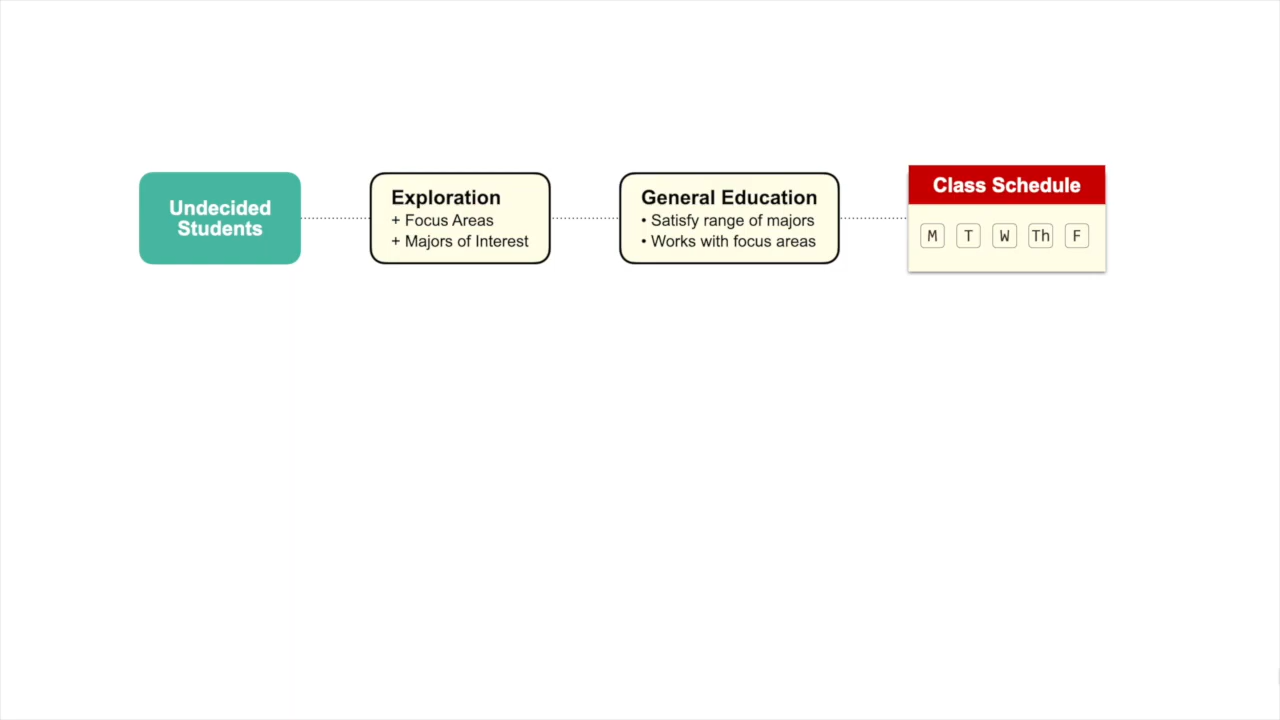 Undecided
Students
Exploration
+ Focus Areas
+ Majors of Interest
General Education
• Satisfy range of majors
• Works with focus areas
Class Schedule
M T W Th F